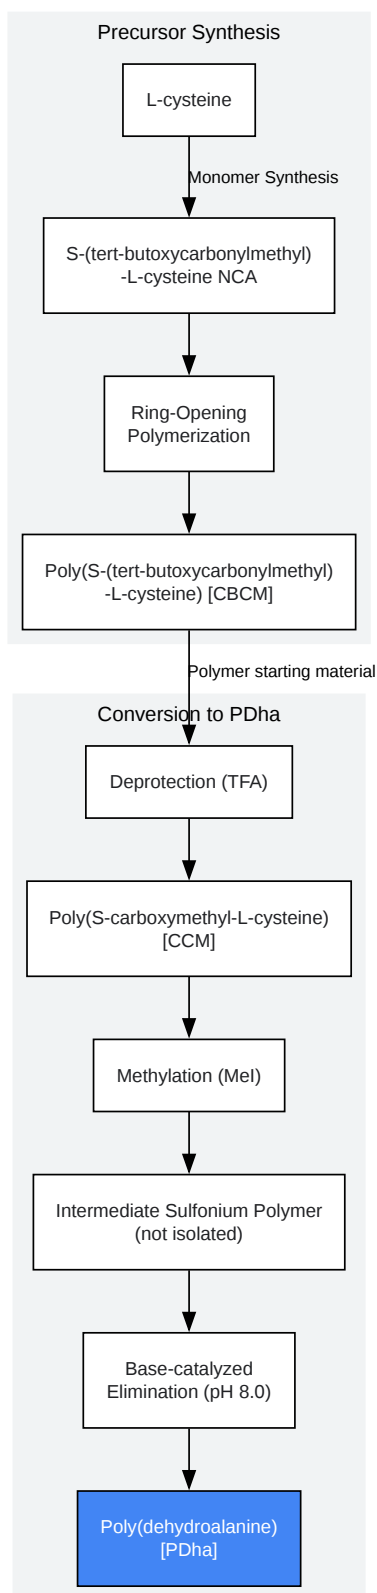 Precursor Synthesis
L-cysteine
Monomer Synthesis
S-(tert-butoxycarbonylmethyl)
-L-cysteine NCA
Ring-Opening
Polymerization
Poly(S-(tert-butoxycarbonylmethyl)
-L-cysteine) [CBCM]
Polymer starting material
Conversion to PDha
Deprotection (TFA)
Poly(S-carboxymethyl-L-cysteine)
[CCM]
Methylation (MeI)
Intermediate Sulfonium Polymer
(not isolated)
Base-catalyzed
Elimination (pH 8.0)
Poly(dehydroalanine)
[PDha]